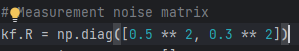 # Measurement noise matrix
kf.R = np.diag([0.5 ** 2, 0.3 ** 2])